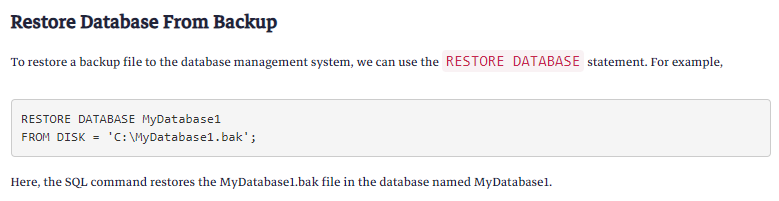 Restore Database From Backup
To restore a backup file to the database management system, we can use the RESTORE DATABASE statement. For example,
RESTORE DATABASE MyDatabase1
FROM DISK = 'C:\MyDatabase1.bak';
Here, the SQL command restores the MyDatabase1.bak file in the database named MyDatabase1.